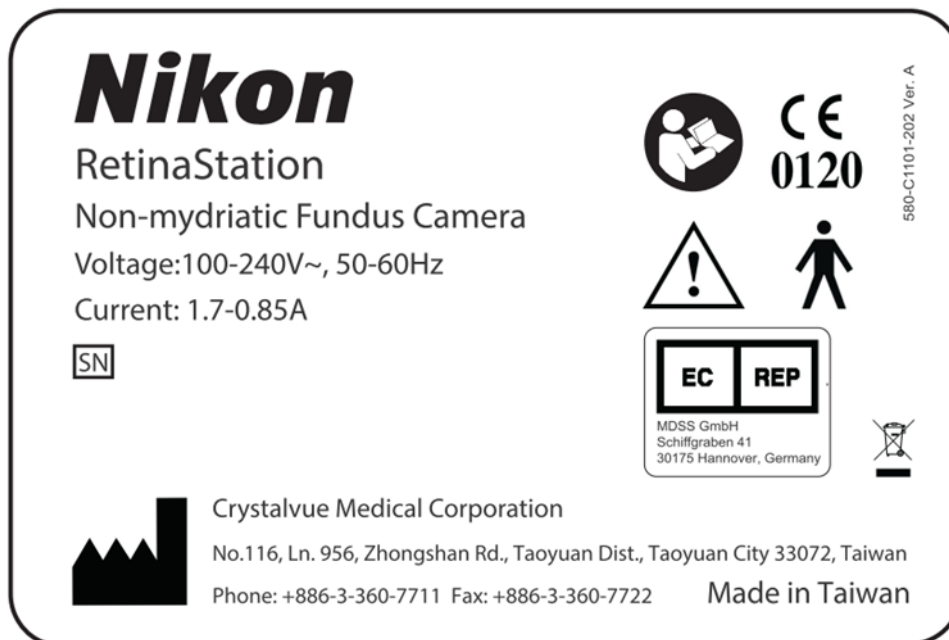 Nikon
RetinaStation
Non-mydriatic Fundus Camera
Voltage:100-240V~, 50-60Hz
Current: 1.7-0.85A
SN
CE
0120
580-C1101-202 Ver. A
EC REP
MDSS GmbH
Schiffgraben 41
30175 Hannover, Germany
Crystalvue Medical Corporation
No.116, Ln. 956, Zhongshan Rd., Taoyuan Dist., Taoyuan City 33072, Taiwan
Phone: +886-3-360-7711 Fax: +886-3-360-7722
Made in Taiwan